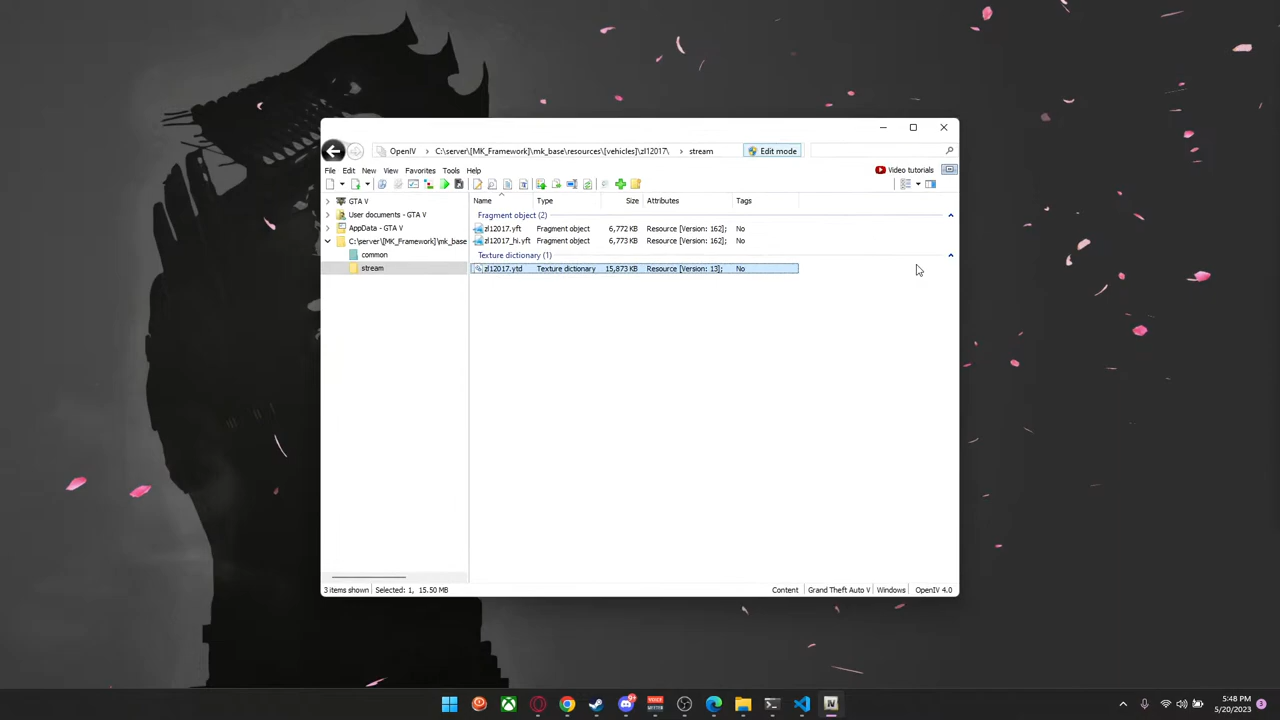 OpenIV C:\server\[MK_Framework]\mk_base\resources\[vehicles]\zl12017\ stream Edit mode
File Edit New View Favorites Tools Help Video tutorials
Name Type Size Attributes Tags
GTA V
User documents - GTA V
AppData - GTA V
C:\server\[MK_Framework]\mk_base
common
stream
Fragment object (2)
zl12017.yft Fragment object 6,772 KB Resource [Version: 162]; No
zl12017_hi.yft Fragment object 6,773 KB Resource [Version: 162]; No
Texture dictionary (1)
zl12017.ytd Texture dictionary 15,873 KB Resource [Version: 13]; No
3 items shown Selected: 1, 15.50 MB Content Grand Theft Auto V Windows OpenIV 4.0
5:48 PM
5/20/2023 3